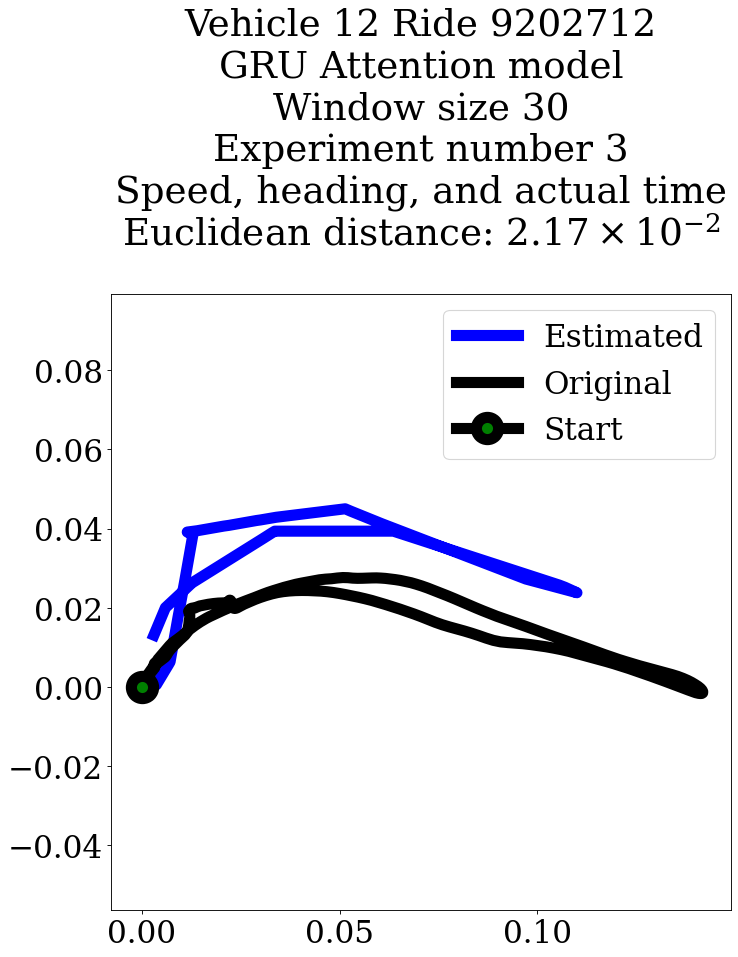 Vehicle 12 Ride 9202712
GRU Attention model
Window size 30
Experiment number 3
Speed, heading, and actual time
Euclidean distance: 2.17 × 10⁻²
Estimated
Original
Start
0.08
0.06
0.04
0.02
0.00
−0.02
−0.04
0.00 0.05 0.10